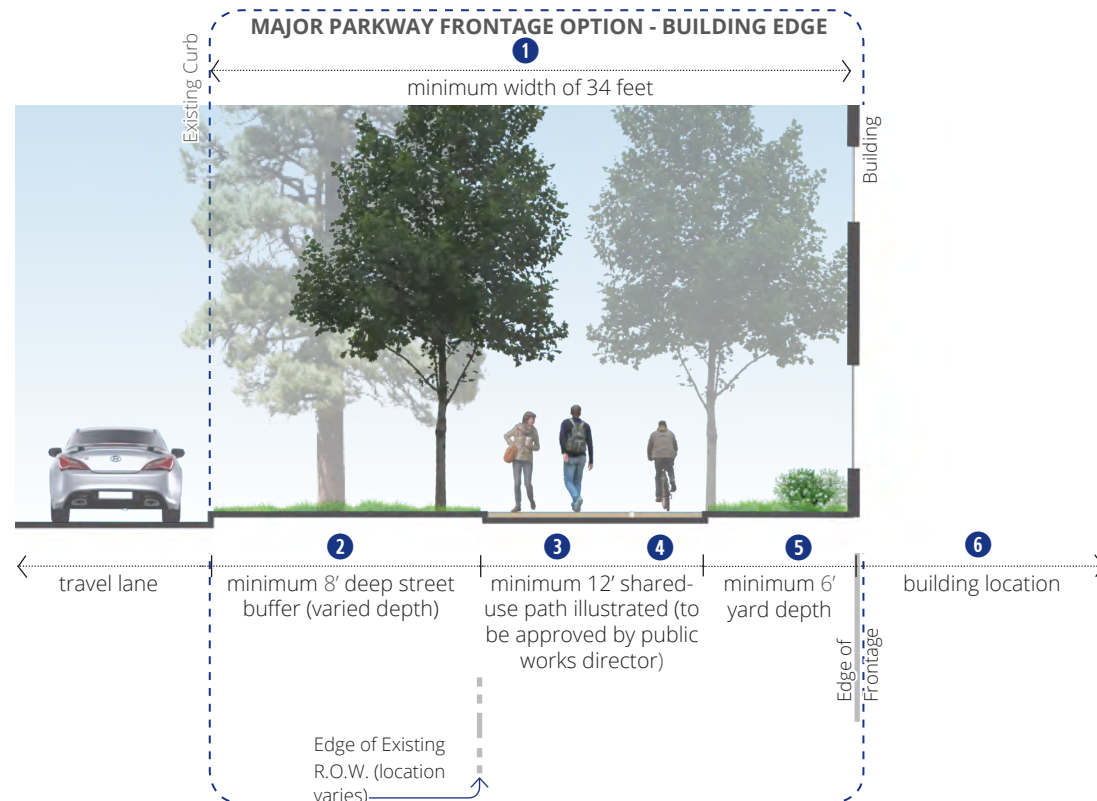 MAJOR PARKWAY FRONTAGE OPTION - BUILDING EDGE
1
minimum width of 34 feet
Existing Curb
Building
2
3
4
5
6
travel lane
minimum 8' deep street
buffer (varied depth)
minimum 12' shared-
use path illustrated (to
be approved by public
works director)
minimum 6'
yard depth
building location
Edge of
Frontage
Edge of Existing
R.O.W. (location
varies)